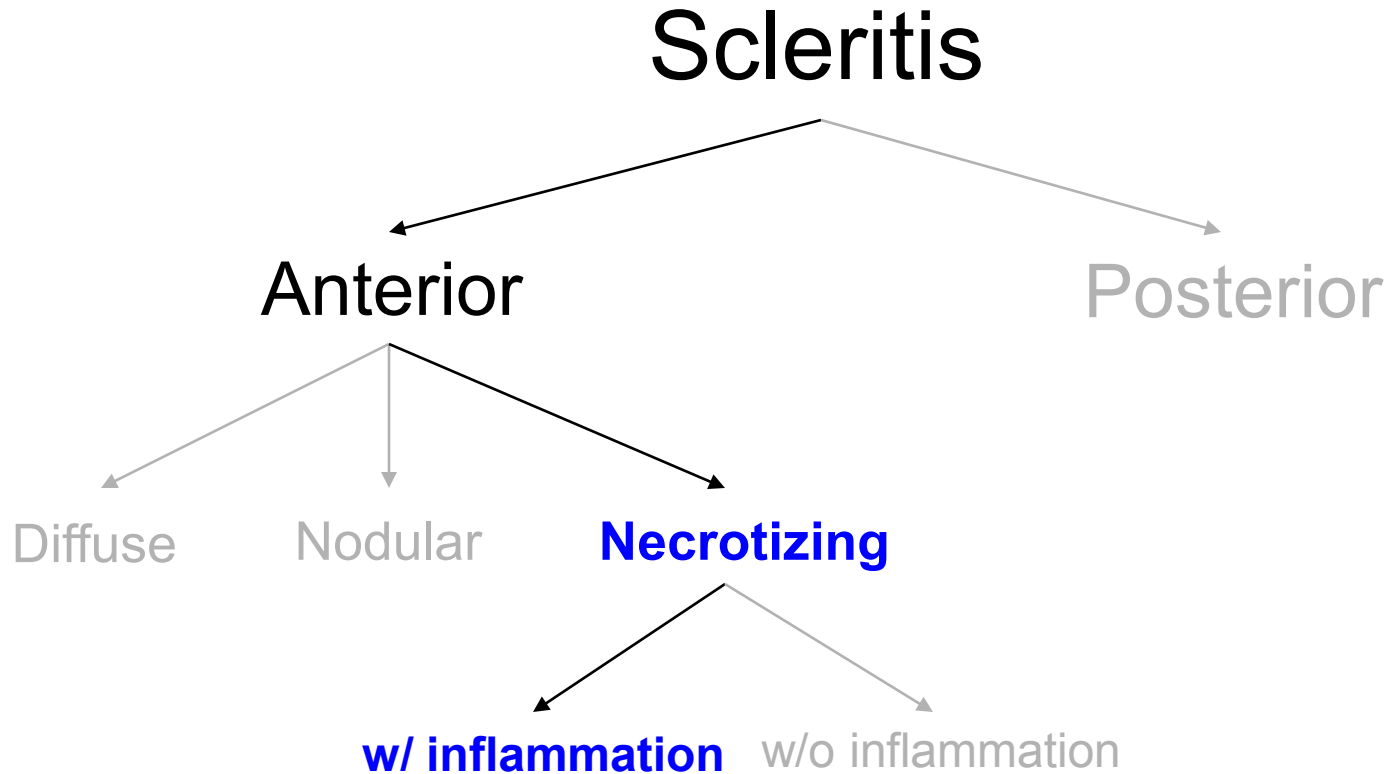 Scleritis
Anterior
Posterior
Diffuse
Nodular
Necrotizing
w/ inflammation
w/o inflammation